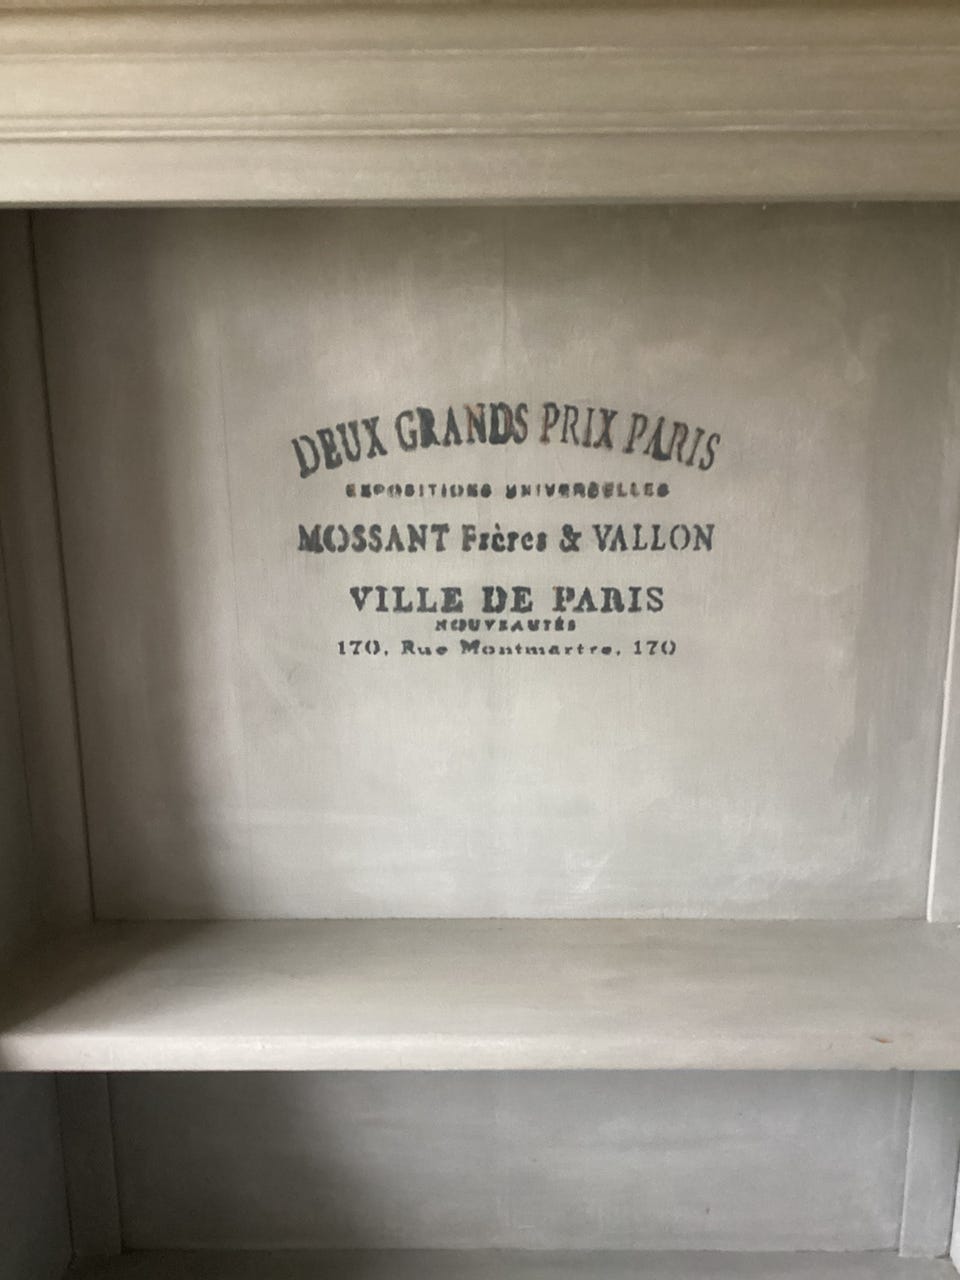 DEUX GRANDS PRIX PARIS
EXPOSITIONS UNIVERSELLES
MOSSANT Frères & VALLON
VILLE DE PARIS
NOUVEAUTÉS
170, Rue Montmartre, 170